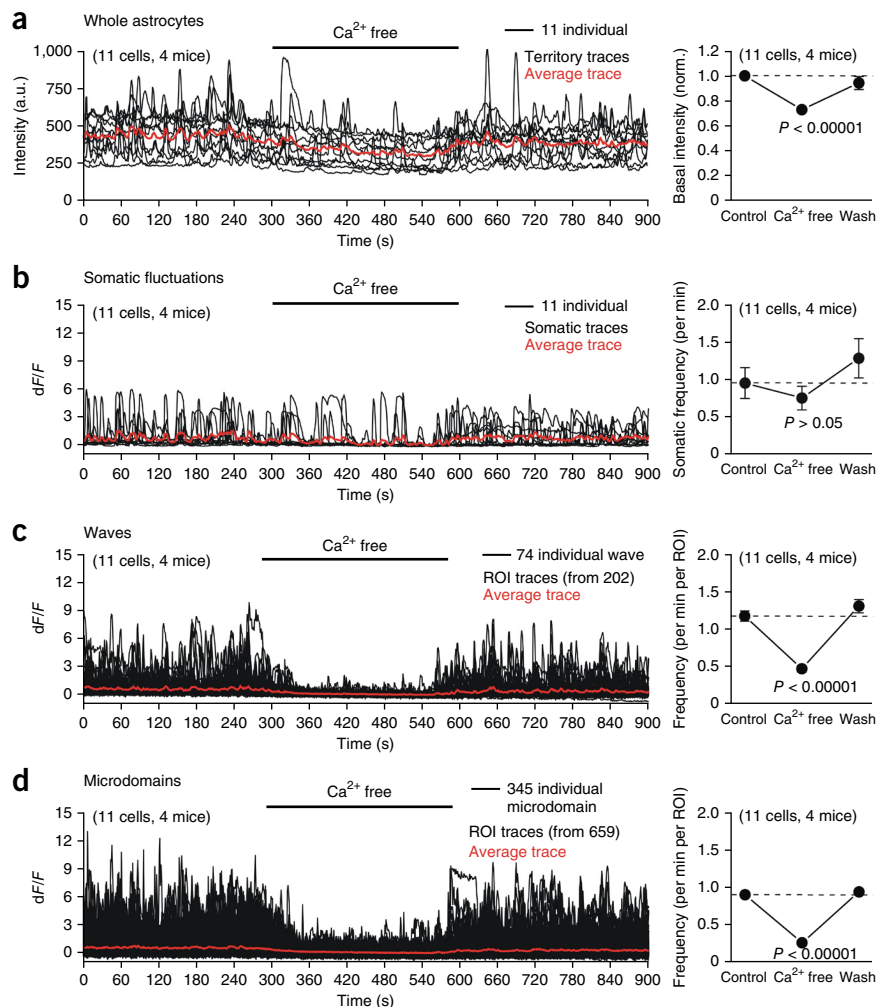 a
Whole astrocytes
Ca2+ free
11 individual
(11 cells, 4 mice)
Territory traces
Average trace
Intensity (a.u.)
1,000
750
500
250
0
0 60 120 180 240 300 360 420 480 540 600 660 720 780 840 900
Time (s)
(11 cells, 4 mice)
Basal intensity (norm.)
1.2
1.0
0.8
0.6
0.4
0.2
0
P < 0.00001
Control Ca2+ free Wash
b
Somatic fluctuations
Ca2+ free
11 individual
(11 cells, 4 mice)
Somatic traces
Average trace
dF/F
15
12
9
6
3
0
0 60 120 180 240 300 360 420 480 540 600 660 720 780 840 900
Time (s)
(11 cells, 4 mice)
Somatic frequency (per min)
2.0
1.5
1.0
0.5
0
P > 0.05
Control Ca2+ free Wash
c
Waves
Ca2+ free
74 individual wave
(11 cells, 4 mice)
ROI traces (from 202)
Average trace
dF/F
15
12
9
6
3
0
0 60 120 180 240 300 360 420 480 540 600 660 720 780 840 900
Time (s)
(11 cells, 4 mice)
Frequency (per min per ROI)
2.0
1.5
1.0
0.5
0
P < 0.00001
Control Ca2+ free Wash
d
Microdomains
Ca2+ free
345 individual
microdomain
(11 cells, 4 mice)
ROI traces (from 659)
Average trace
dF/F
15
12
9
6
3
0
0 60 120 180 240 300 360 420 480 540 600 660 720 780 840 900
Time (s)
(11 cells, 4 mice)
Frequency (per min per ROI)
2.0
1.5
1.0
0.5
0
P < 0.00001
Control Ca2+ free Wash